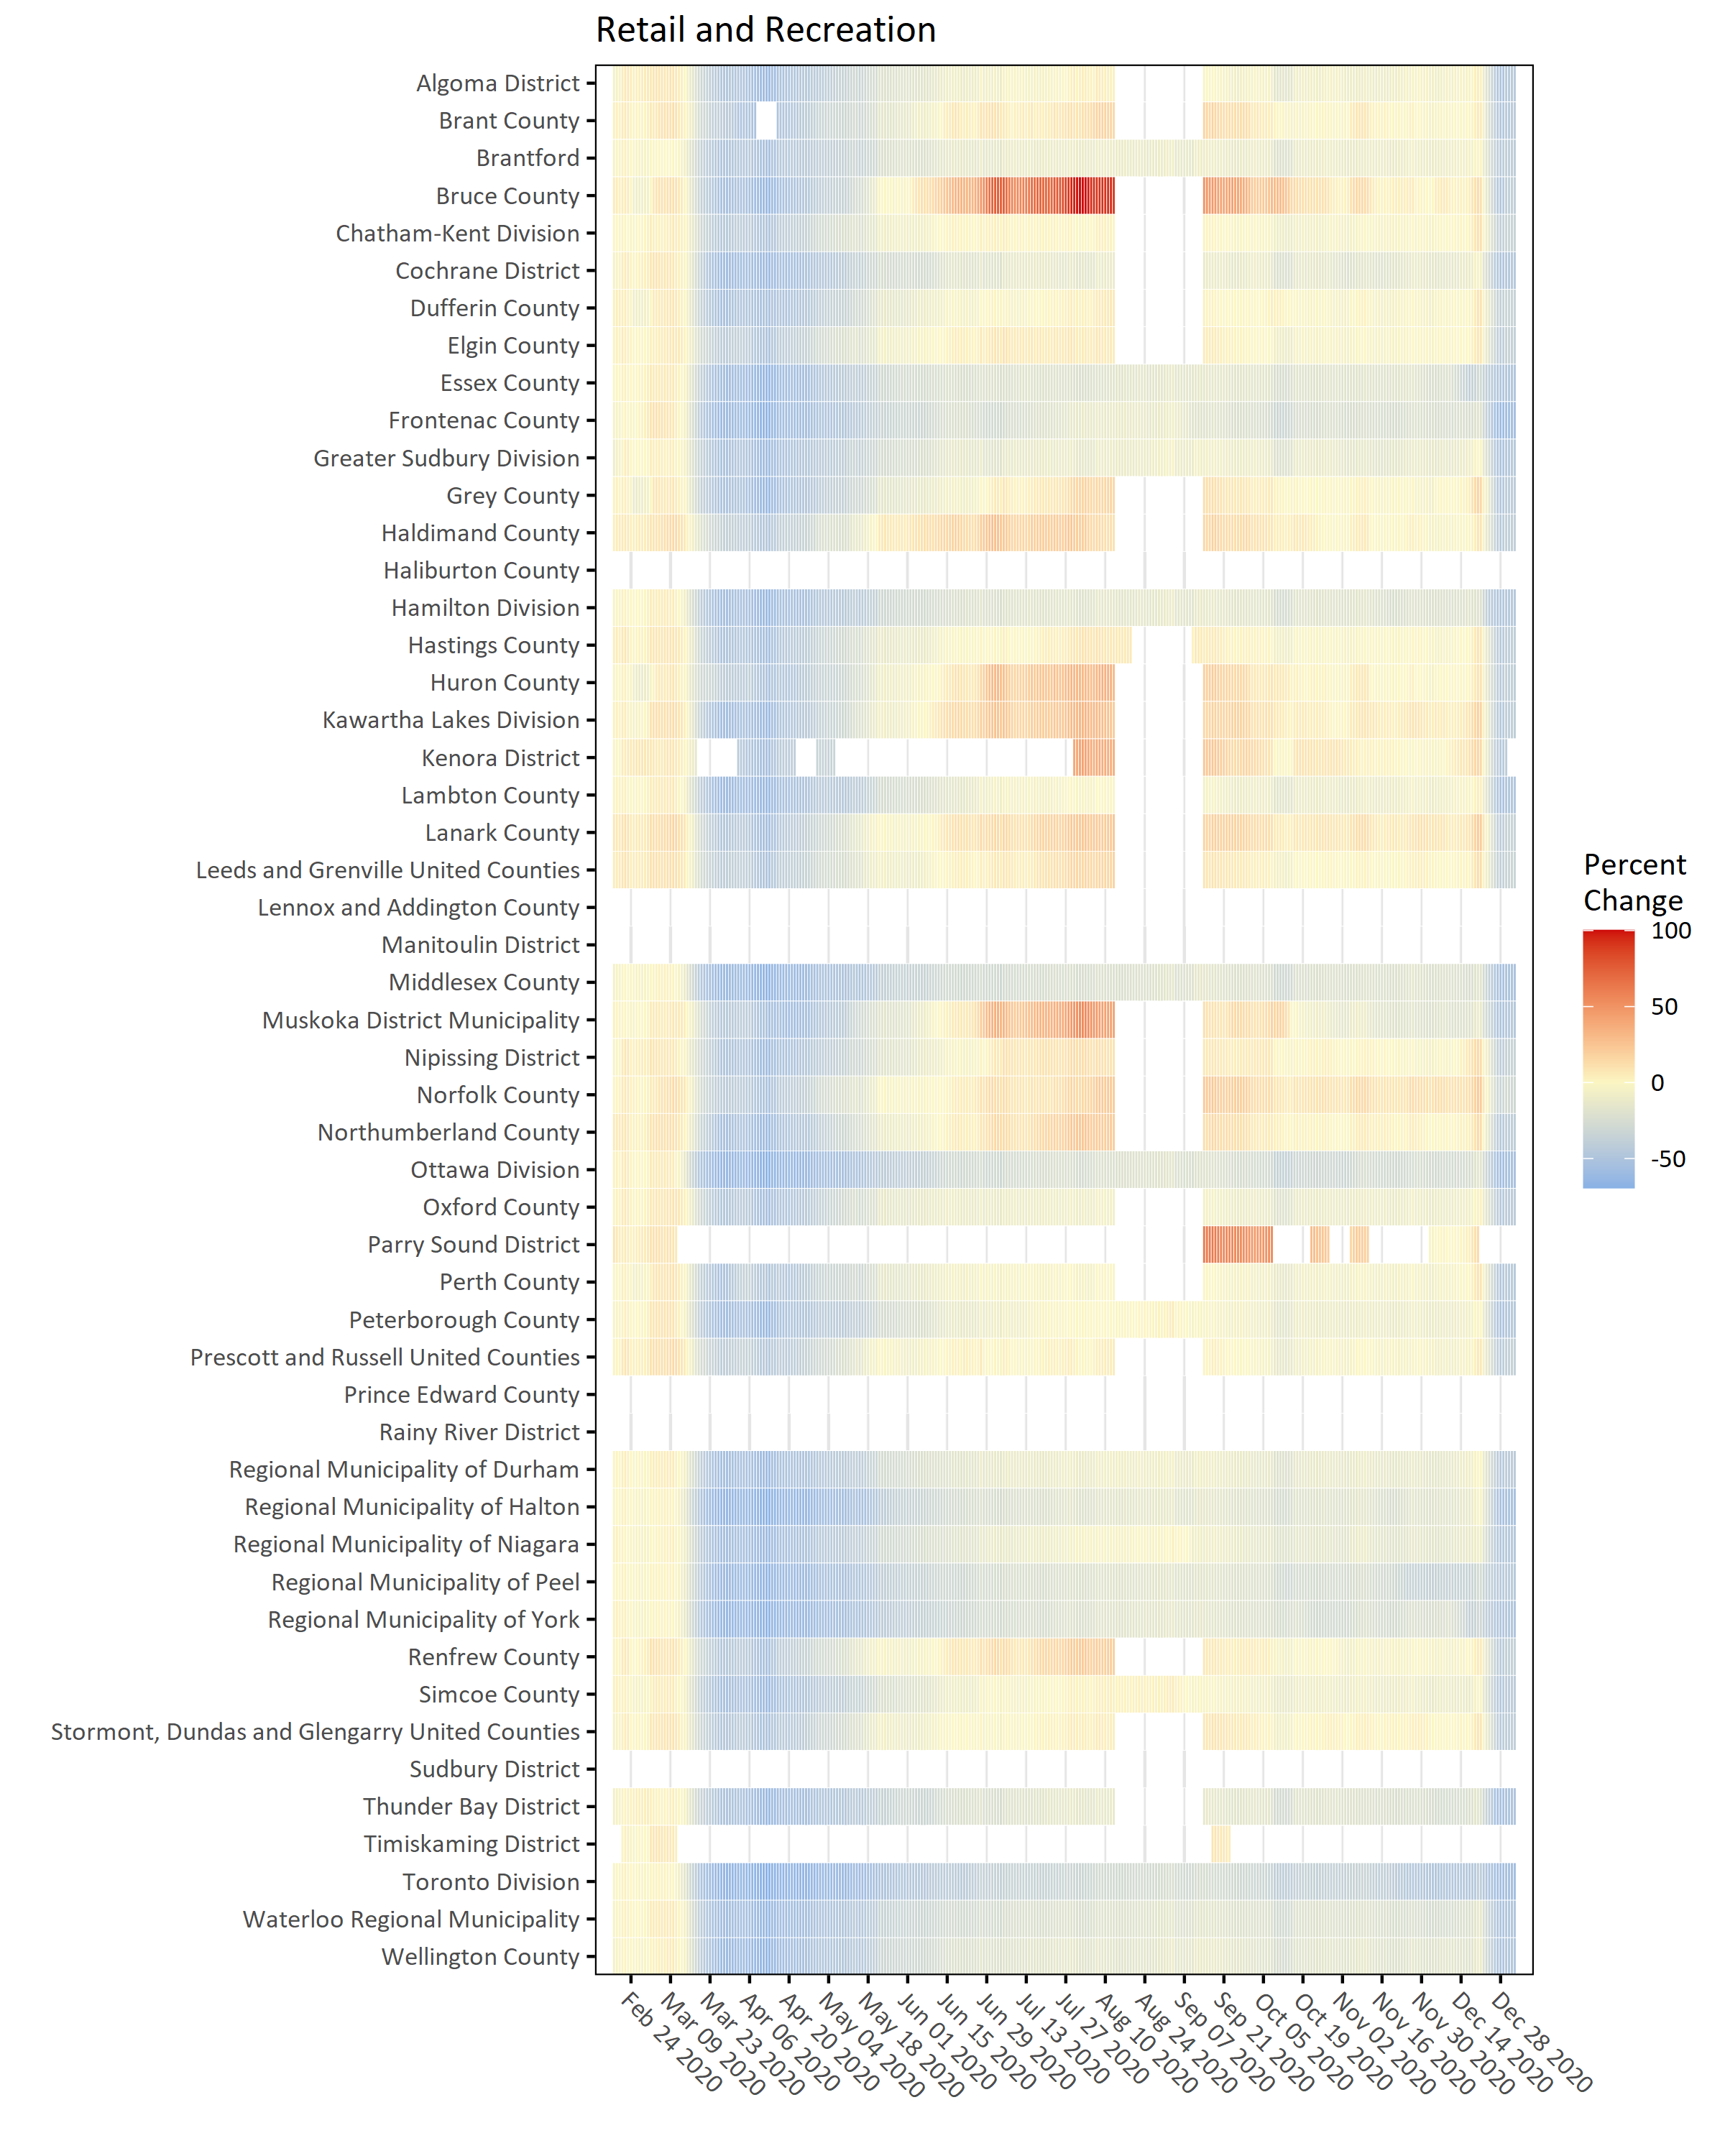 Retail and Recreation
Algoma District
Brant County
Brantford
Bruce County
Chatham-Kent Division
Cochrane District
Dufferin County
Elgin County
Essex County
Frontenac County
Greater Sudbury Division
Grey County
Haldimand County
Haliburton County
Hamilton Division
Hastings County
Huron County
Kawartha Lakes Division
Kenora District
Lambton County
Lanark County
Leeds and Grenville United Counties
Lennox and Addington County
Manitoulin District
Middlesex County
Muskoka District Municipality
Nipissing District
Norfolk County
Northumberland County
Ottawa Division
Oxford County
Parry Sound District
Perth County
Peterborough County
Prescott and Russell United Counties
Prince Edward County
Rainy River District
Regional Municipality of Durham
Regional Municipality of Halton
Regional Municipality of Niagara
Regional Municipality of Peel
Regional Municipality of York
Renfrew County
Simcoe County
Stormont, Dundas and Glengarry United Counties
Sudbury District
Thunder Bay District
Timiskaming District
Toronto Division
Waterloo Regional Municipality
Wellington County
Feb 24 2020
Mar 09 2020
Mar 23 2020
Apr 06 2020
Apr 20 2020
May 04 2020
May 18 2020
Jun 01 2020
Jun 15 2020
Jun 29 2020
Jul 13 2020
Jul 27 2020
Aug 10 2020
Aug 24 2020
Sep 07 2020
Sep 21 2020
Oct 05 2020
Oct 19 2020
Nov 02 2020
Nov 16 2020
Nov 30 2020
Dec 14 2020
Dec 28 2020
Percent
Change
100
50
0
-50